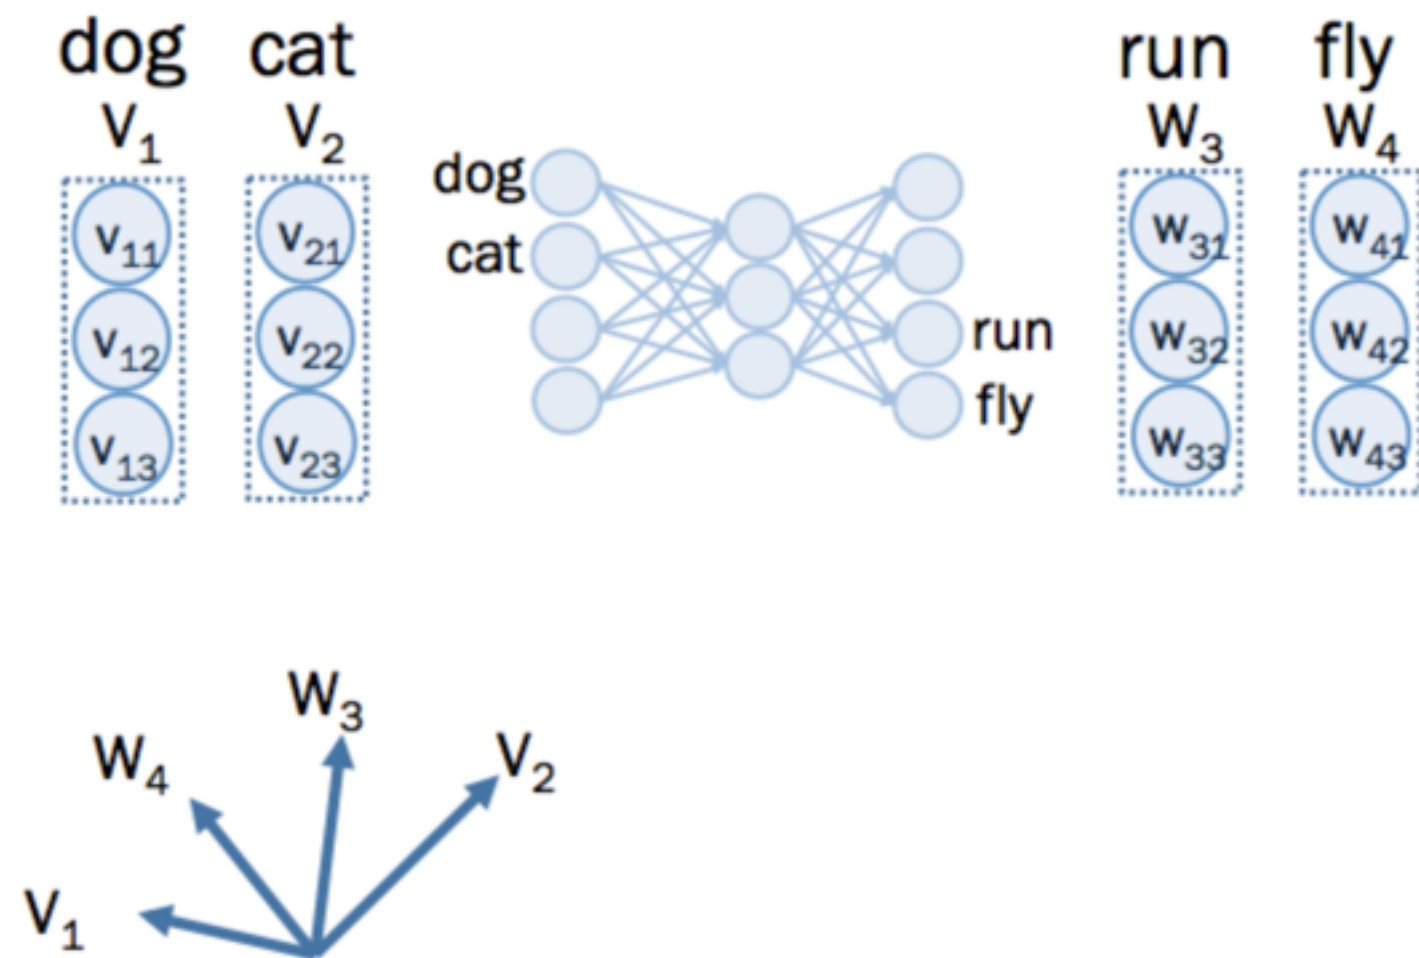 dog cat run fly
V₁ V₂ W₃ W₄
dog
cat
v₁₁ v₂₁ w₃₁ w₄₁
v₁₂ v₂₂ run w₃₂ w₄₂
fly
v₁₃ v₂₃ w₃₃ w₄₃
W₃
W₄ V₂
V₁